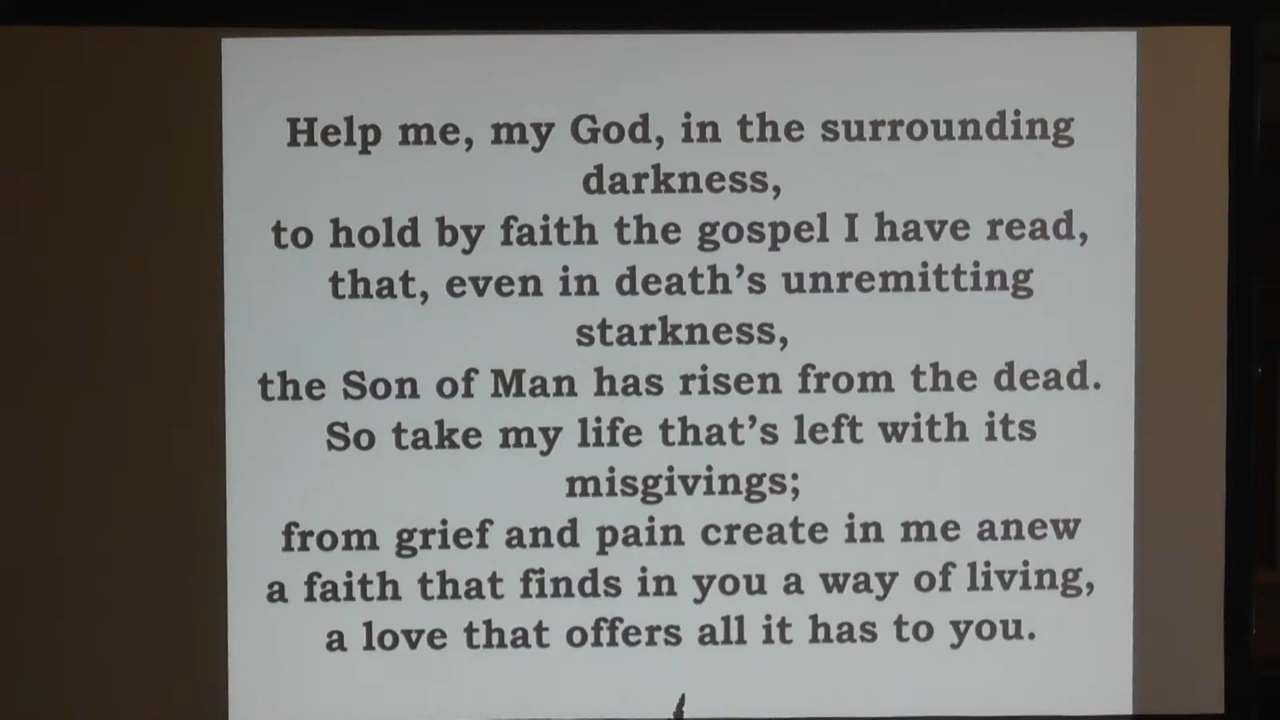 Help me, my God, in the surrounding
darkness,
to hold by faith the gospel I have read,
that, even in death’s unremitting
starkness,
the Son of Man has risen from the dead.
So take my life that’s left with its
misgivings;
from grief and pain create in me anew
a faith that finds in you a way of living,
a love that offers all it has to you.